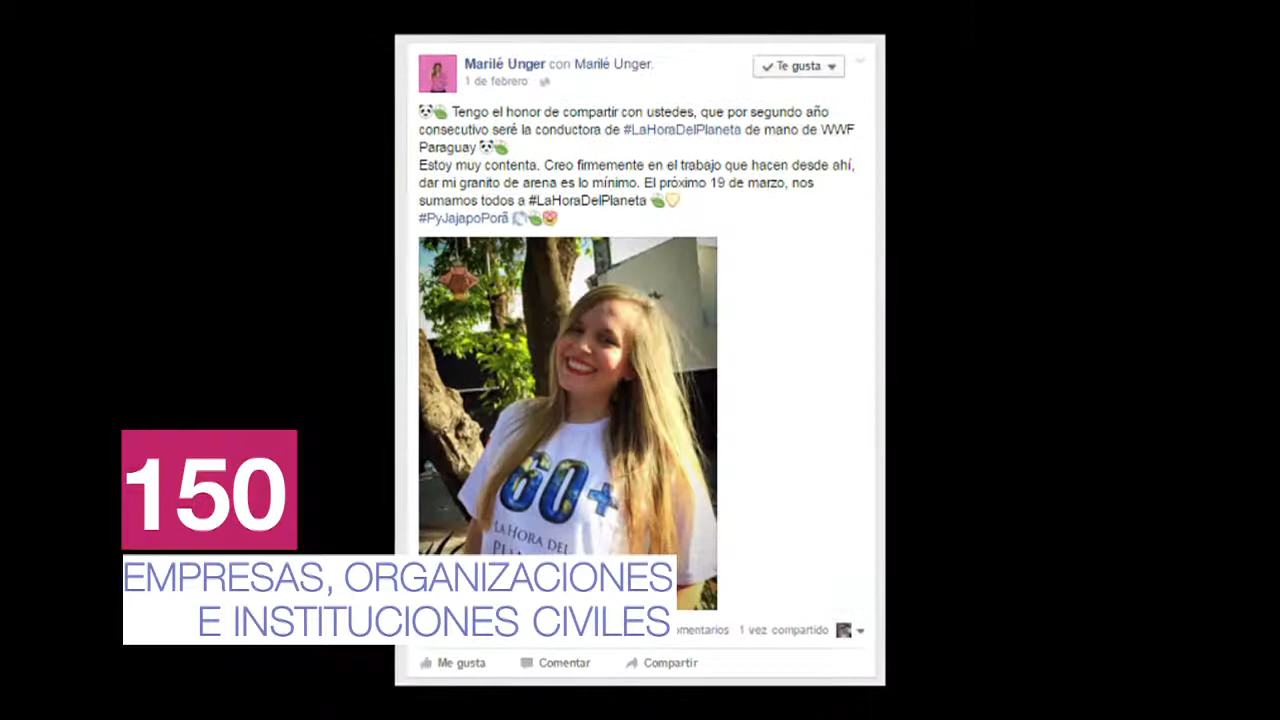 Marilé Unger con Marilé Unger.
1 de febrero
Te gusta
Tengo el honor de compartir con ustedes, que por segundo año
consecutivo seré la conductora de #LaHoraDelPlaneta de mano de WWF
Paraguay
Estoy muy contenta. Creo firmemente en el trabajo que hacen desde ahí,
dar mi granito de arena es lo mínimo. El próximo 19 de marzo, nos
sumamos todos a #LaHoraDelPlaneta
#PyJajapoPorã
60+
LA HORA DEL
150
EMPRESAS, ORGANIZACIONES
E INSTITUCIONES CIVILES
1 vez compartido
Me gusta
Comentar
Compartir